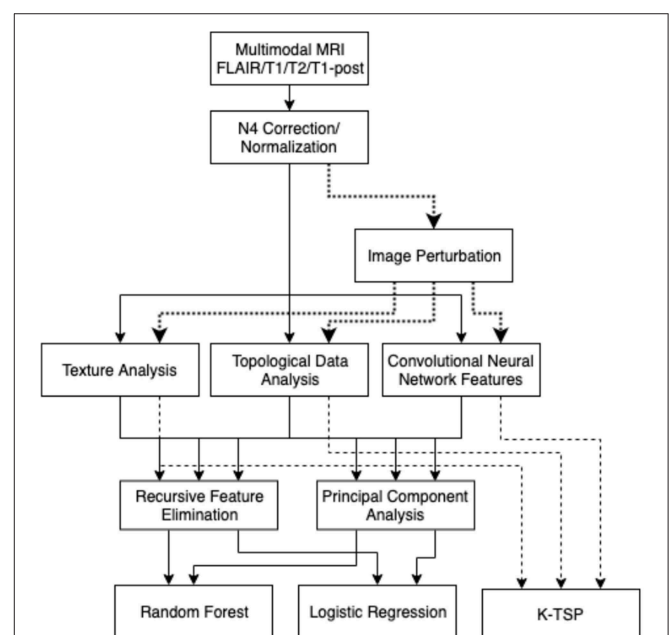 Multimodal MRI
FLAIR/T1/T2/T1-post
N4 Correction/
Normalization
Image Perturbation
Texture Analysis
Topological Data
Analysis
Convolutional Neural
Network Features
Recursive Feature
Elimination
Principal Component
Analysis
Random Forest
Logistic Regression
K-TSP